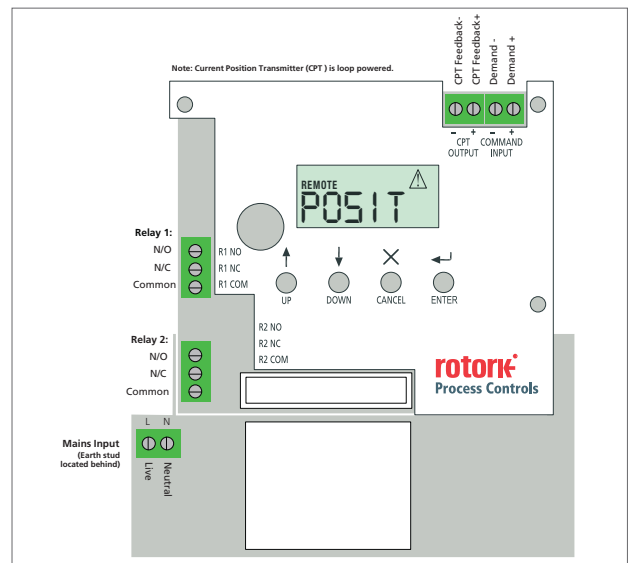 Note: Current Position Transmitter (CPT ) is loop powered.
CPT Feedback-
CPT Feedback+
Demand -
Demand +
– + – +
CPT OUTPUT
COMMAND INPUT
REMOTE
POSIT
UP
DOWN
CANCEL
ENTER
Relay 1:
N/O R1 NO
N/C R1 NC
Common R1 COM
R2 NO
R2 NC
R2 COM
Relay 2:
N/O
N/C
Common
rotork
Process Controls
L N
Mains Input
(Earth stud
located behind)
Live
Neutral